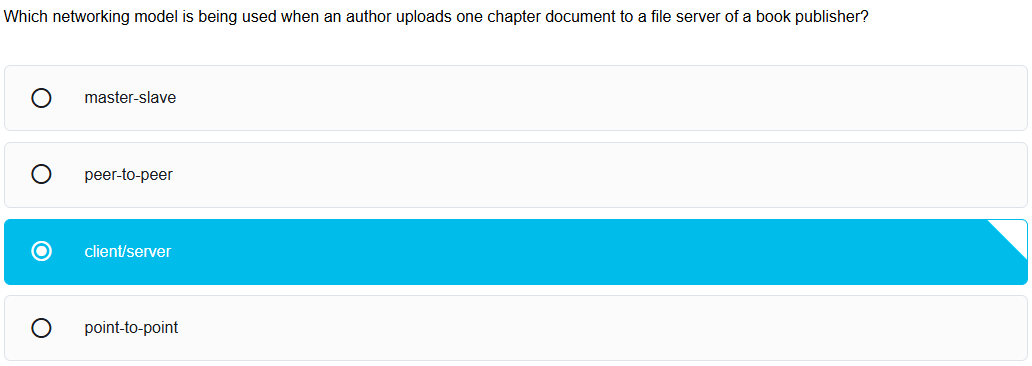 Which networking model is being used when an author uploads one chapter document to a file server of a book publisher?
master-slave
peer-to-peer
client/server
point-to-point